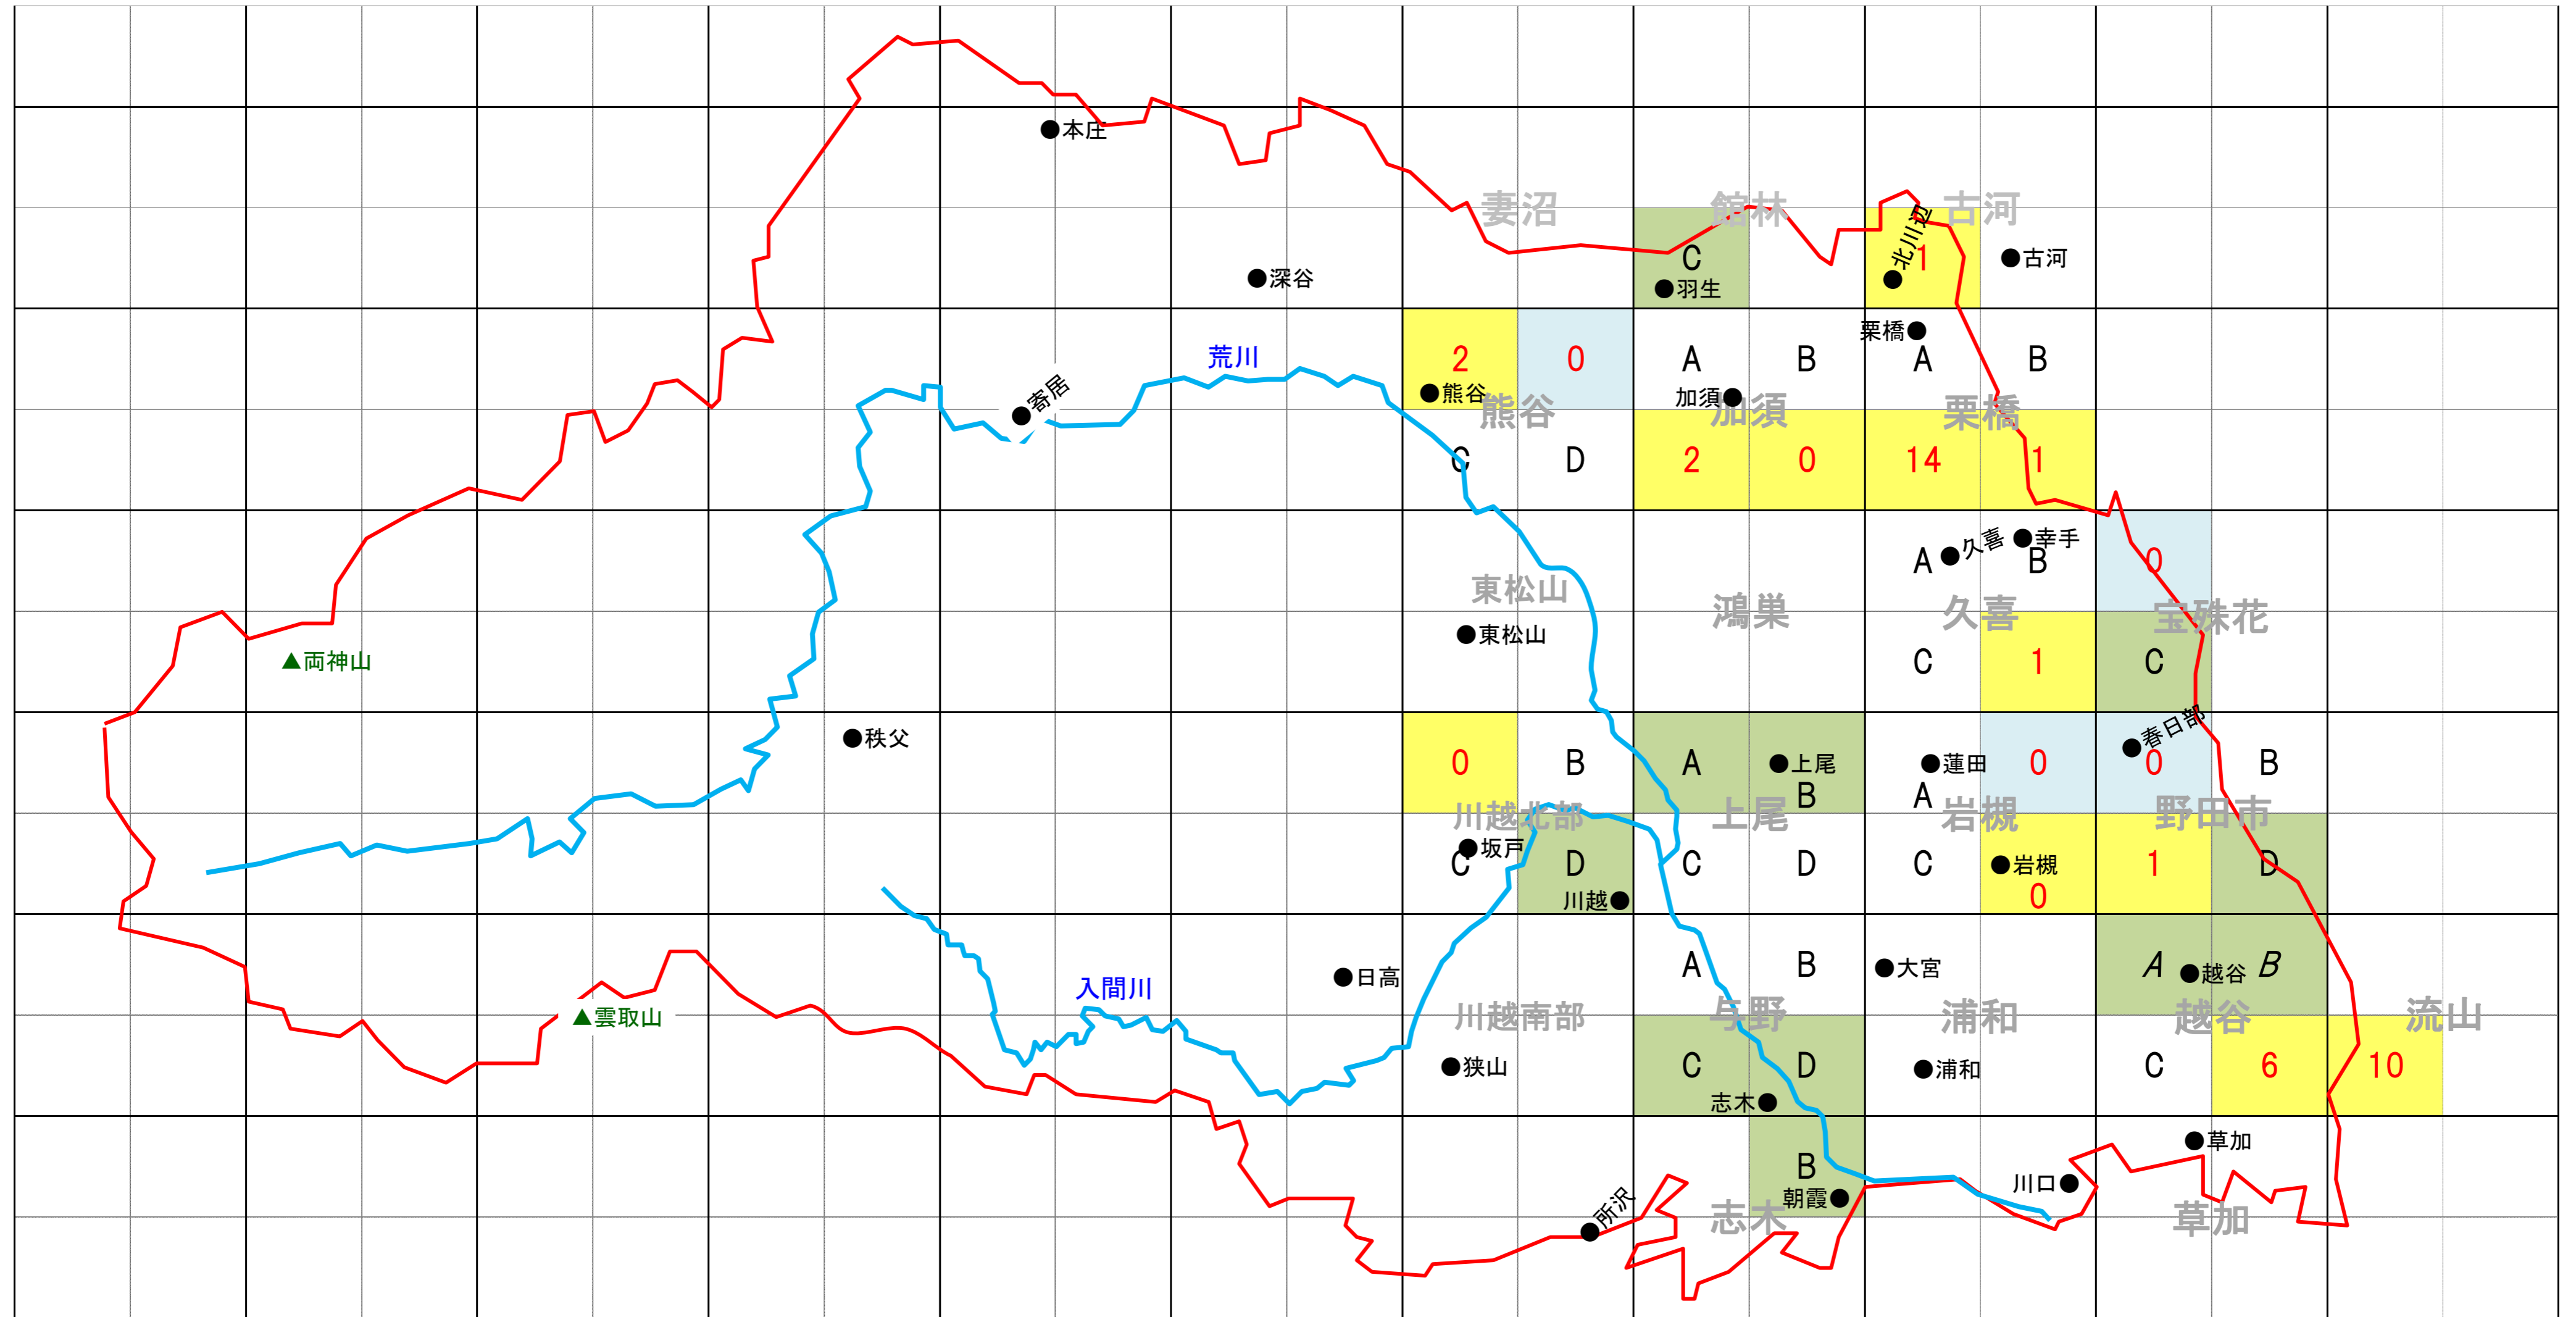 本庄
妻沼 館林 古河
北川辺
C 1 古河
深谷 羽生
栗橋
荒川 2 0 A B A B
寄居 熊谷 加須
熊谷 加須 栗橋
C D 2 0 14 1
久喜 幸手
A B 0
東松山 鴻巣 久喜 宝殊花
東松山
両神山 C 1 C
春日部
秩父
0 B A 上尾 蓮田 0 0 B
B A
川越北部 上尾 岩槻 野田市
坂戸
C D C D C 岩槻 1 D
川越 0
A B 大宮 A 越谷 B
日高
入間川
雲取山 川越南部 与野 浦和 越谷 流山
狭山 C D 浦和 C 6 10
志木
草加
B
川口
朝霞
所沢 志木 草加